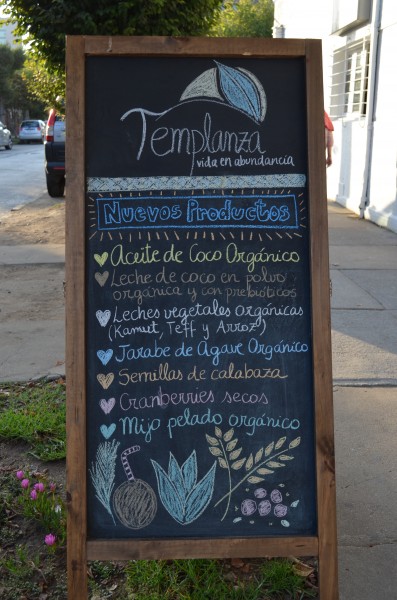 Templanza
vida en abundancia
Nuevos Productos
Aceite de Coco Orgánico
Leche de coco en polvo
orgánica y con prebióticos
Leches vegetales orgánicas
(Kamut, Teff y Arroz)
Jarabe de Agave Orgánico
Semillas de calabaza
Cranberries secos
Mijo pelado orgánico